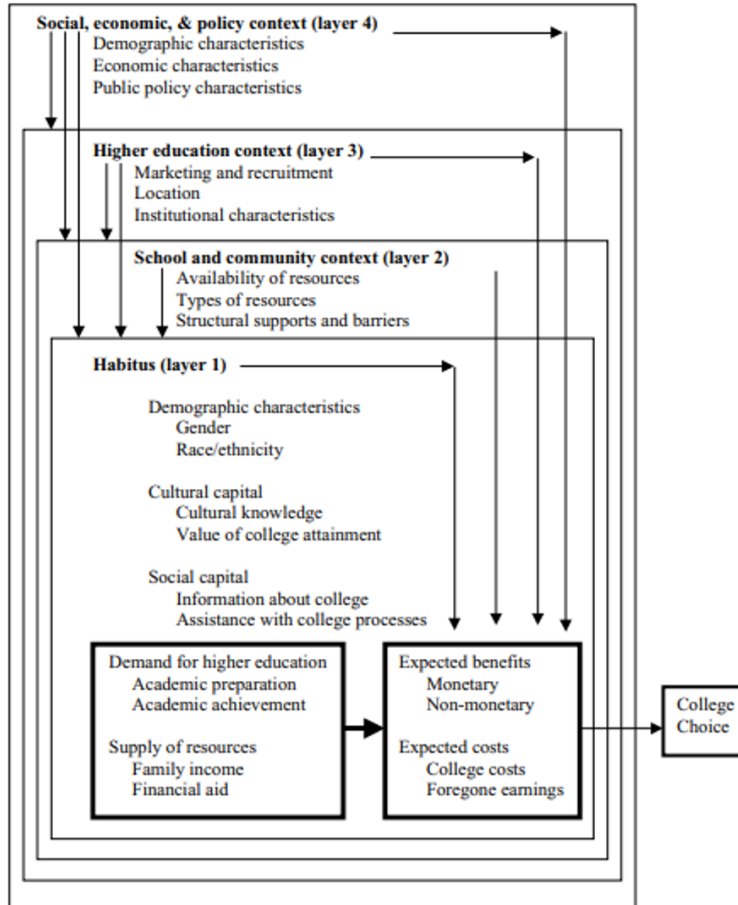 Social, economic, & policy context (layer 4)
Demographic characteristics
Economic characteristics
Public policy characteristics
Higher education context (layer 3)
Marketing and recruitment
Location
Institutional characteristics
School and community context (layer 2)
Availability of resources
Types of resources
Structural supports and barriers
Habitus (layer 1)
Demographic characteristics
Gender
Race/ethnicity
Cultural capital
Cultural knowledge
Value of college attainment
Social capital
Information about college
Assistance with college processes
Demand for higher education
Academic preparation
Academic achievement
Supply of resources
Family income
Financial aid
Expected benefits
Monetary
Non-monetary
Expected costs
College costs
Foregone earnings
College
Choice